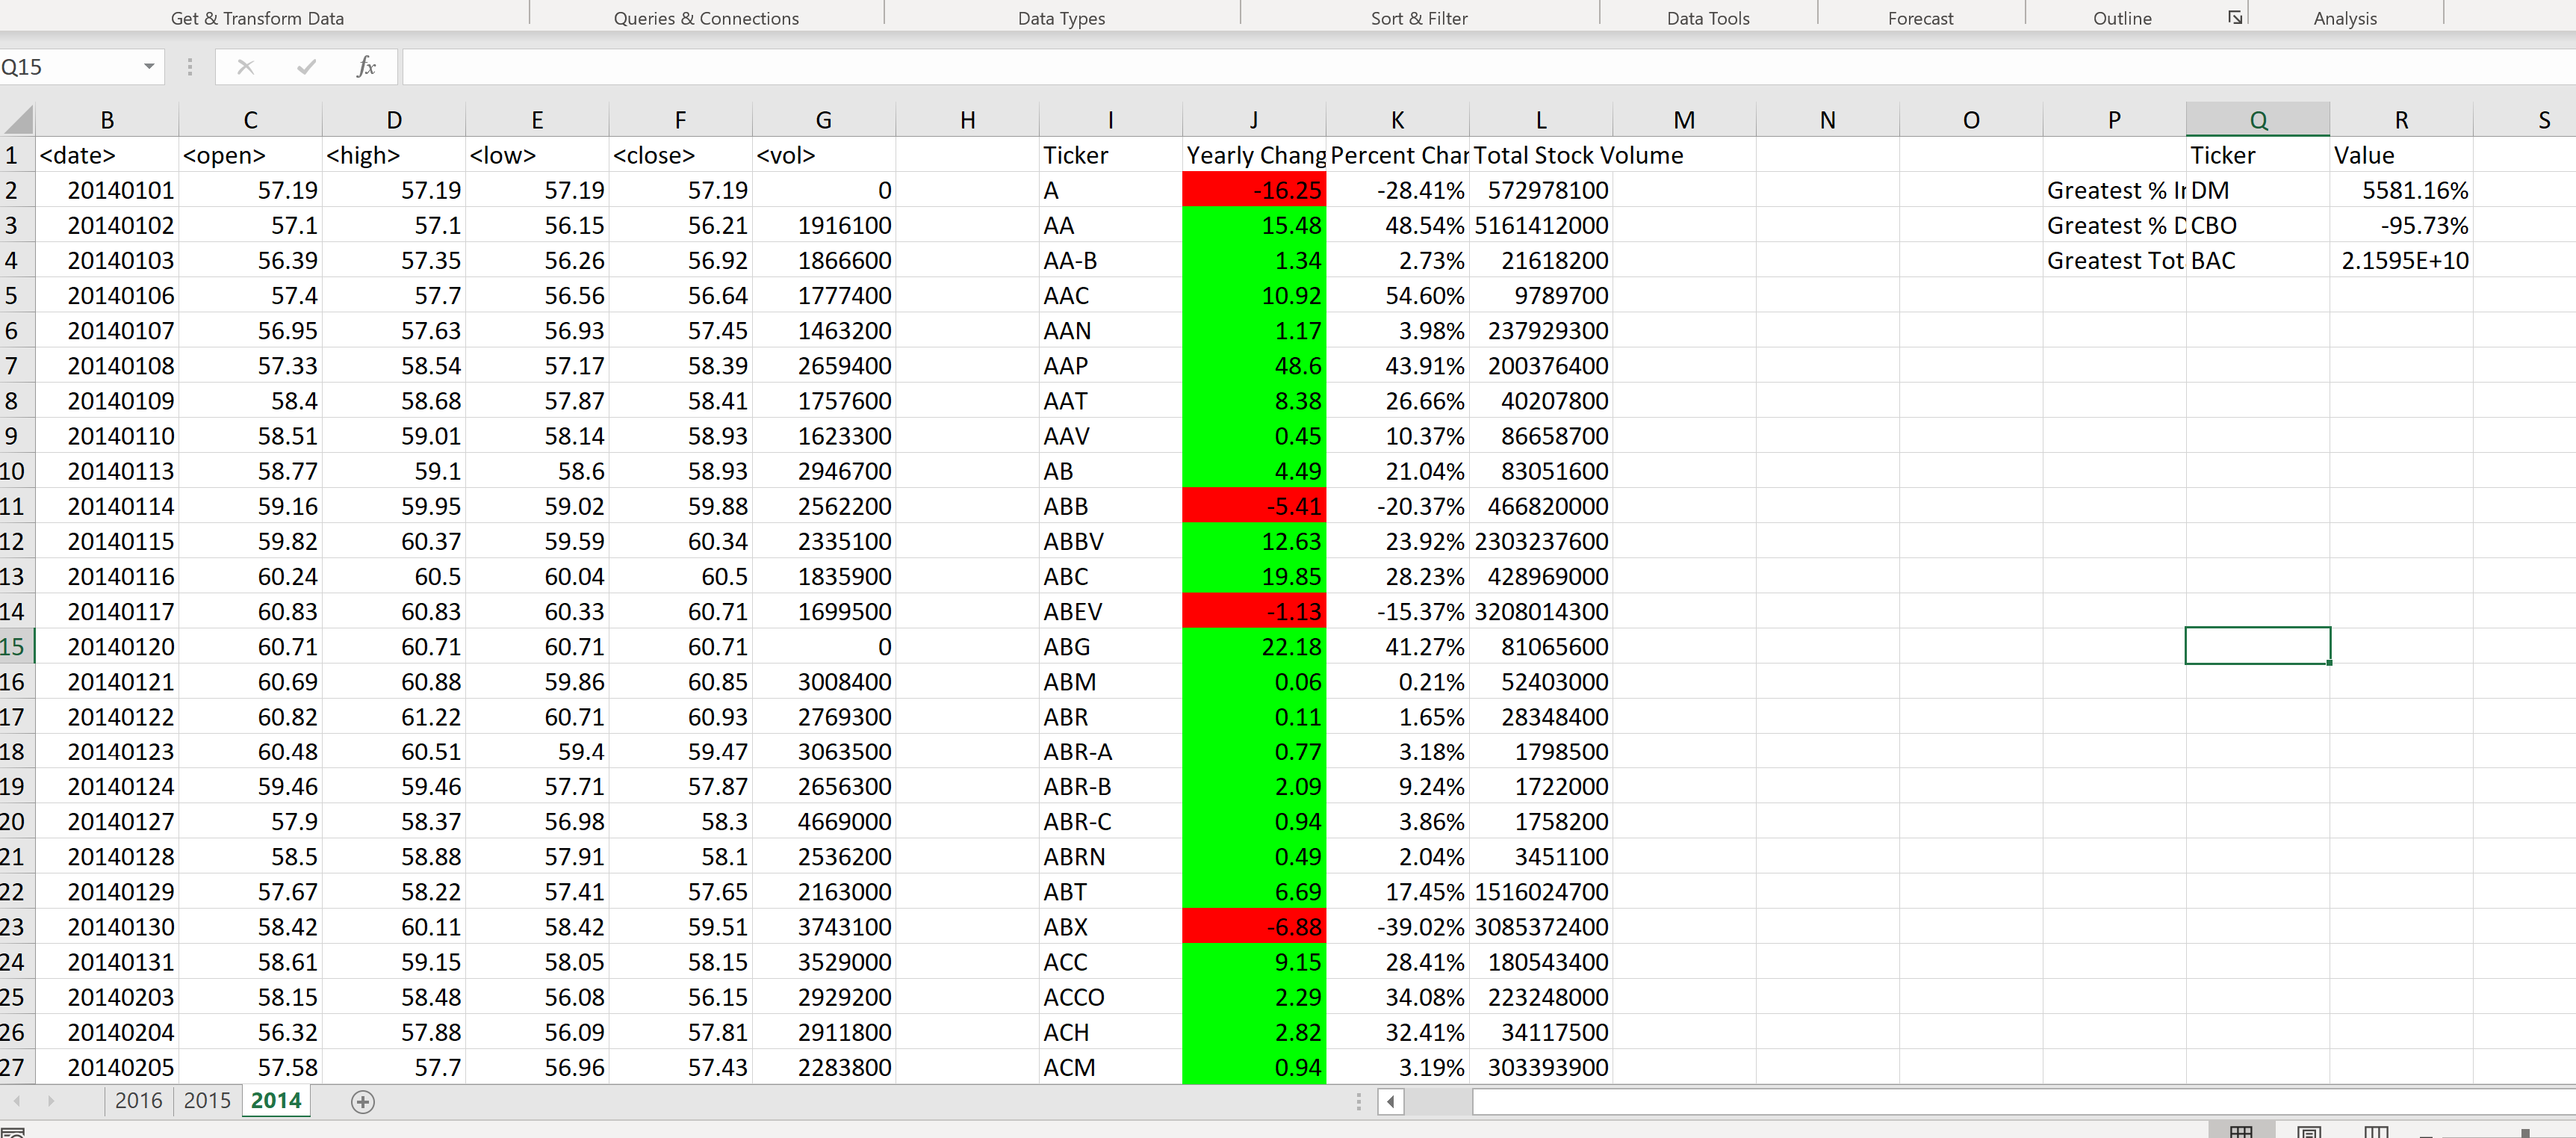 Get & Transform Data Queries & Connections Data Types Sort & Filter Data Tools Forecast Outline Analysis
Q15 fx
B C D E F G H I J K L M N O P Q R S
1 <date> <open> <high> <low> <close> <vol> Ticker Yearly Chang Percent Char Total Stock Volume Ticker Value
2 20140101 57.19 57.19 57.19 57.19 0 A -16.25 -28.41% 572978100 Greatest % Ir DM 5581.16%
3 20140102 57.1 57.1 56.15 56.21 1916100 AA 15.48 48.54% 5161412000 Greatest % D CBO -95.73%
4 20140103 56.39 57.35 56.26 56.92 1866600 AA-B 1.34 2.73% 21618200 Greatest Tot BAC 2.1595E+10
5 20140106 57.4 57.7 56.56 56.64 1777400 AAC 10.92 54.60% 9789700
6 20140107 56.95 57.63 56.93 57.45 1463200 AAN 1.17 3.98% 237929300
7 20140108 57.33 58.54 57.17 58.39 2659400 AAP 48.6 43.91% 200376400
8 20140109 58.4 58.68 57.87 58.41 1757600 AAT 8.38 26.66% 40207800
9 20140110 58.51 59.01 58.14 58.93 1623300 AAV 0.45 10.37% 86658700
10 20140113 58.77 59.1 58.6 58.93 2946700 AB 4.49 21.04% 83051600
11 20140114 59.16 59.95 59.02 59.88 2562200 ABB -5.41 -20.37% 466820000
12 20140115 59.82 60.37 59.59 60.34 2335100 ABBV 12.63 23.92% 2303237600
13 20140116 60.24 60.5 60.04 60.5 1835900 ABC 19.85 28.23% 428969000
14 20140117 60.83 60.83 60.33 60.71 1699500 ABEV -1.13 -15.37% 3208014300
15 20140120 60.71 60.71 60.71 60.71 0 ABG 22.18 41.27% 81065600
16 20140121 60.69 60.88 59.86 60.85 3008400 ABM 0.06 0.21% 52403000
17 20140122 60.82 61.22 60.71 60.93 2769300 ABR 0.11 1.65% 28348400
18 20140123 60.48 60.51 59.4 59.47 3063500 ABR-A 0.77 3.18% 1798500
19 20140124 59.46 59.46 57.71 57.87 2656300 ABR-B 2.09 9.24% 1722000
20 20140127 57.9 58.37 56.98 58.3 4669000 ABR-C 0.94 3.86% 1758200
21 20140128 58.5 58.88 57.91 58.1 2536200 ABRN 0.49 2.04% 3451100
22 20140129 57.67 58.22 57.41 57.65 2163000 ABT 6.69 17.45% 1516024700
23 20140130 58.42 60.11 58.42 59.51 3743100 ABX -6.88 -39.02% 3085372400
24 20140131 58.61 59.15 58.05 58.15 3529000 ACC 9.15 28.41% 180543400
25 20140203 58.15 58.48 56.08 56.15 2929200 ACCO 2.29 34.08% 223248000
26 20140204 56.32 57.88 56.09 57.81 2911800 ACH 2.82 32.41% 34117500
27 20140205 57.58 57.7 56.96 57.43 2283800 ACM 0.94 3.19% 303393900
2016 2015 2014